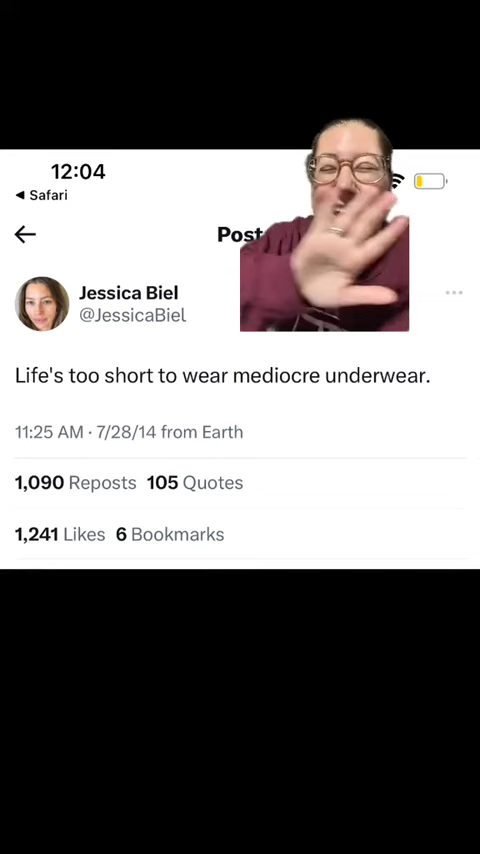 12:04
◀ Safari
Post
Jessica Biel
@JessicaBiel
Life's too short to wear mediocre underwear.
11:25 AM · 7/28/14 from Earth
1,090 Reposts 105 Quotes
1,241 Likes 6 Bookmarks